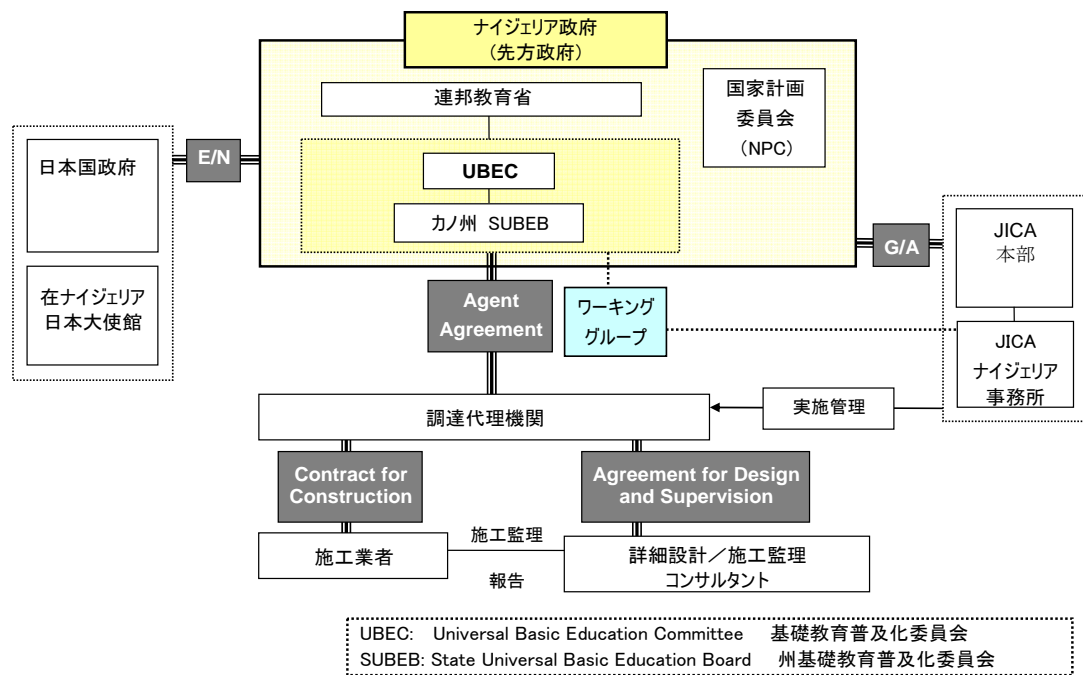 ナイジェリア政府
(先方政府)
連邦教育省
国家計画
委員会
(NPC)
日本国政府
E/N
UBEC
カノ州 SUBEB
G/A
JICA
本部
在ナイジェリア
日本大使館
Agent
Agreement
ワーキング
グループ
JICA
ナイジェリア
事務所
調達代理機関
実施管理
Contract for
Construction
Agreement for Design
and Supervision
施工業者
施工監理
報告
詳細設計/施工監理
コンサルタント
UBEC: Universal Basic Education Committee 基礎教育普及化委員会
SUBEB: State Universal Basic Education Board 州基礎教育普及化委員会